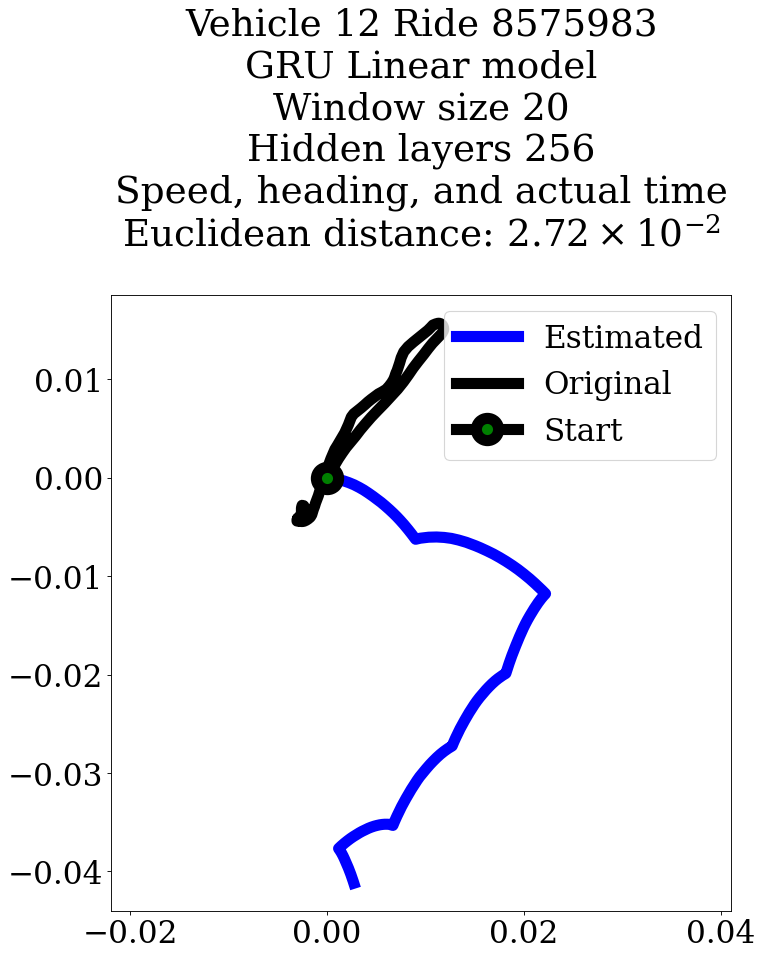 Vehicle 12 Ride 8575983
GRU Linear model
Window size 20
Hidden layers 256
Speed, heading, and actual time
Euclidean distance: 2.72 × 10⁻²
Estimated
Original
Start
0.01
0.00
−0.01
−0.02
−0.03
−0.04
−0.02 0.00 0.02 0.04